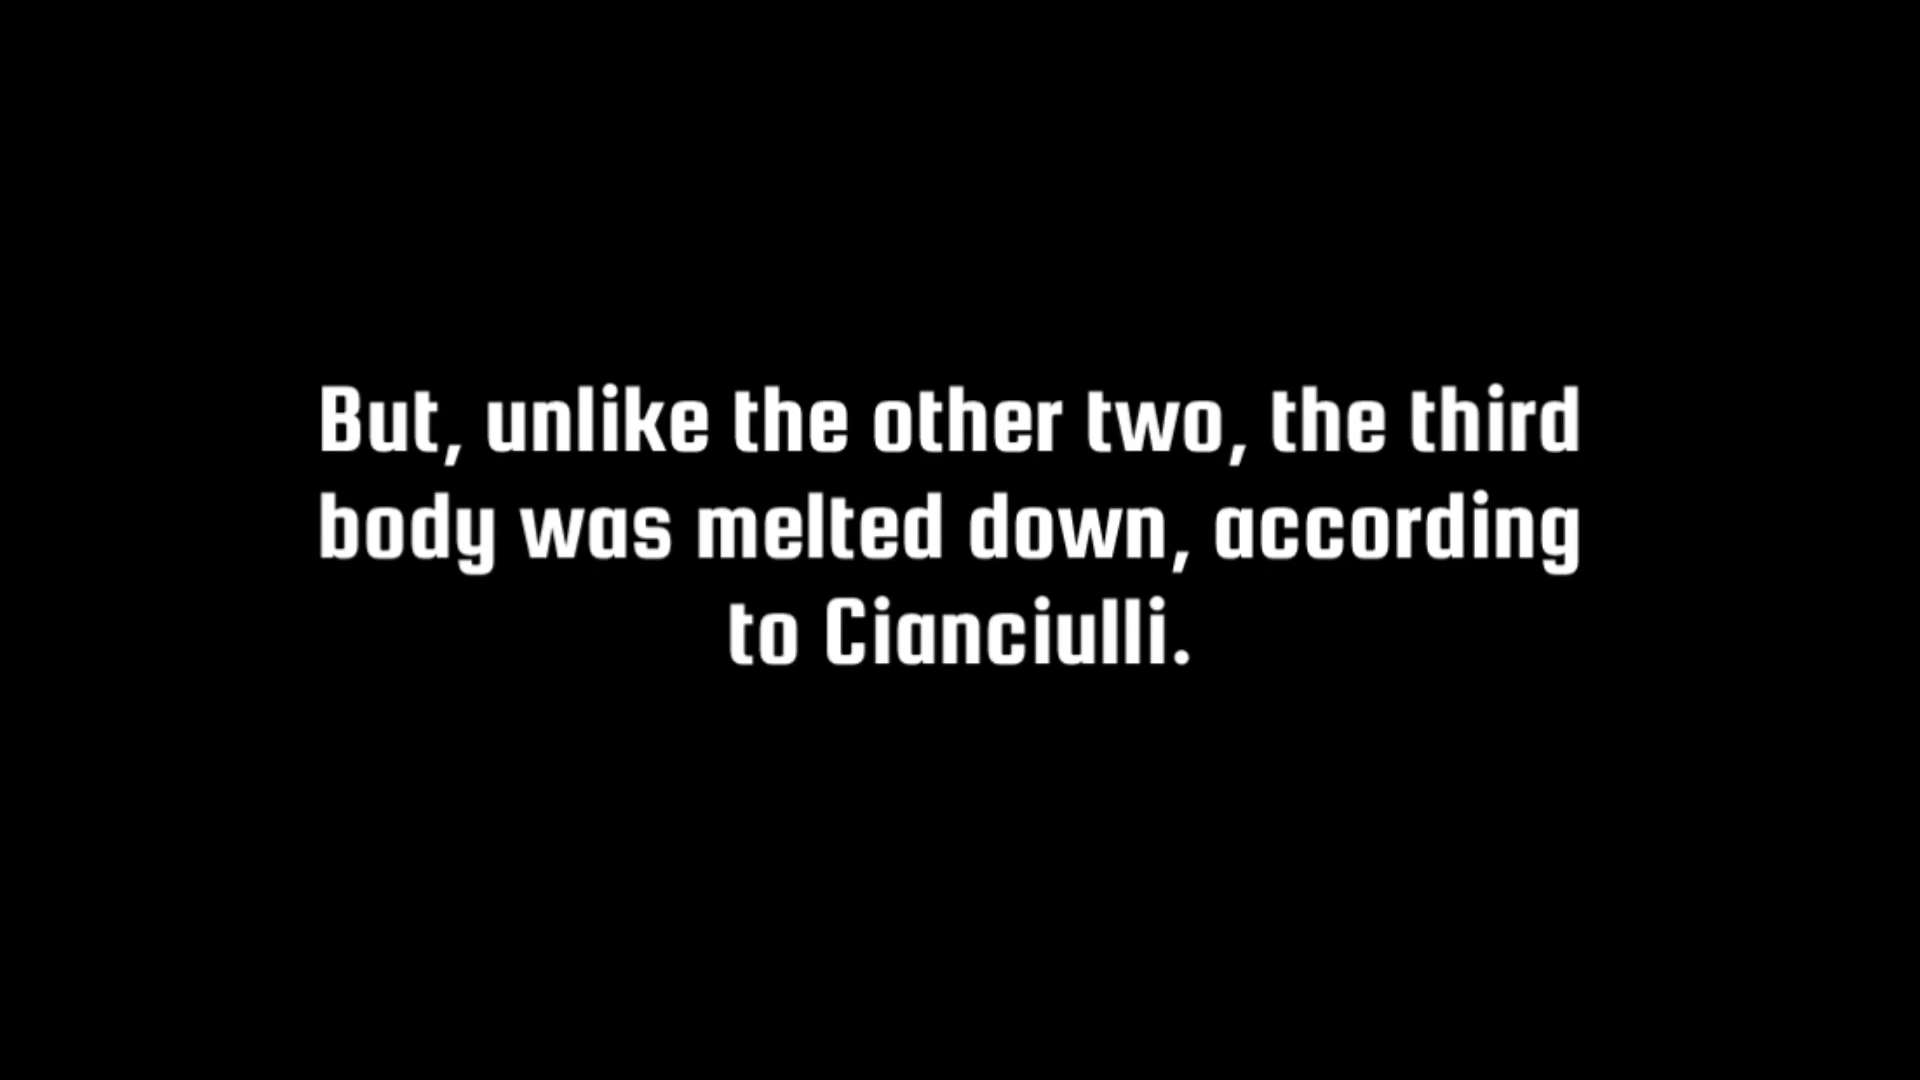 But, unlike the other two, the third
body was melted down, according
to Cianciulli.